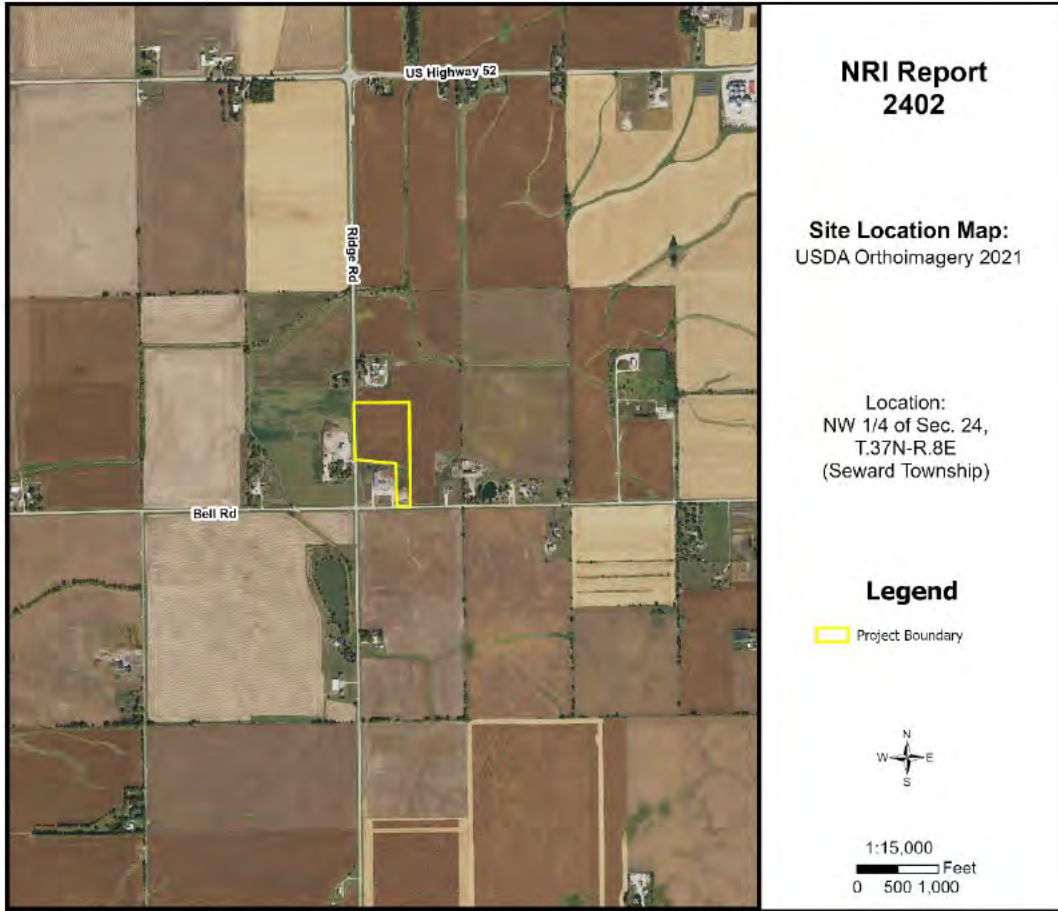 US Highway 52
Ridge Rd
Bell Rd
NRI Report
2402
Site Location Map:
USDA Orthoimagery 2021
Location:
NW 1/4 of Sec. 24,
T.37N-R.8E
(Seward Township)
Legend
Project Boundary
N
W E
S
1:15,000
Feet
0 500 1,000